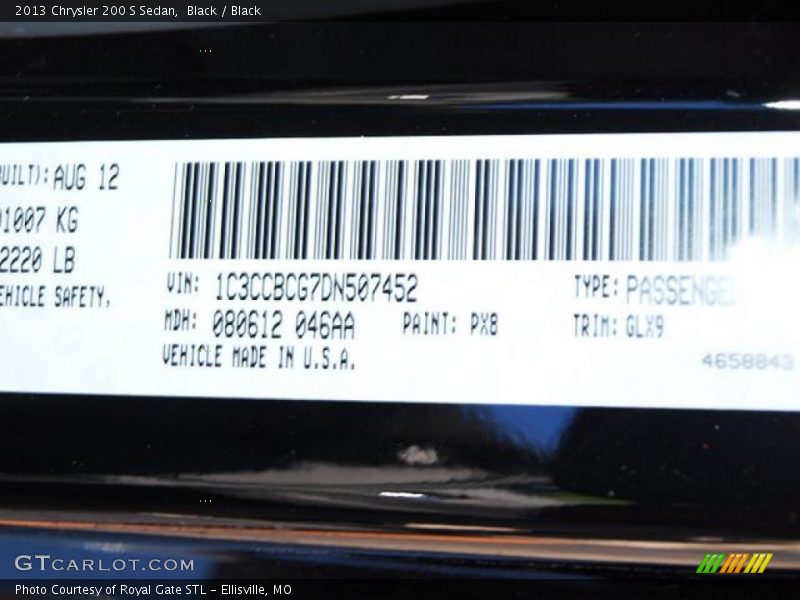 2013 Chrysler 200 S Sedan, Black / Black
UILT): AUG 12
1007 KG
2220 LB
EHICLE SAFETY,
VIN: 1C3CCBCG7DN507452
TYPE: PASSENGE
MDH: 080612 046AA
PAINT: PX8
TRIM: GLX9
VEHICLE MADE IN U.S.A.
4658843
GTCARLOT.COM
Photo Courtesy of Royal Gate STL - Ellisville, MO